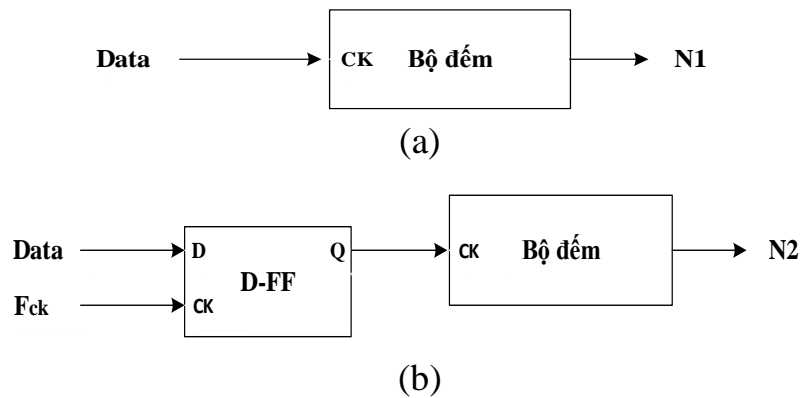 Data CK Bộ đếm N1
(a)
Data D Q CK Bộ đếm N2
D-FF
Fck CK
(b)